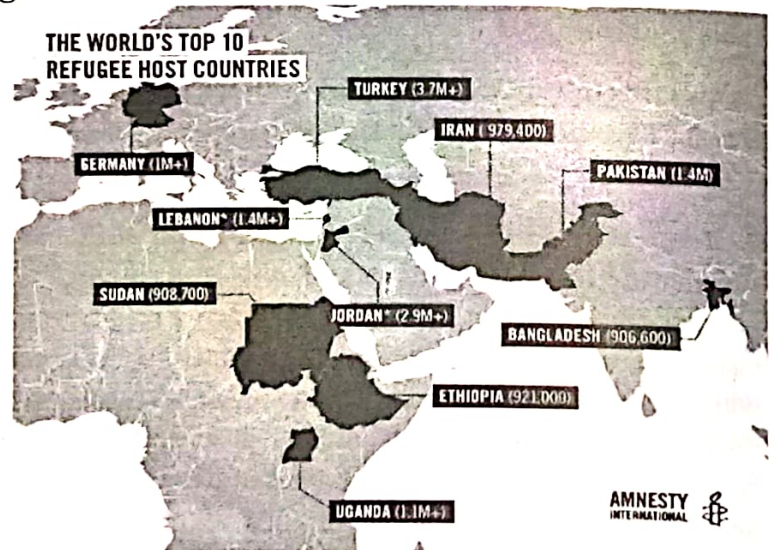 THE WORLD'S TOP 10
REFUGEE HOST COUNTRIES
TURKEY (3.7M+)
IRAN ( 979,400)
GERMANY (1M+)
PAKISTAN (1.4M)
LEBANON* (1.4M+)
SUDAN (908,700)
JORDAN* (2.9M+)
BANGLADESH (906,600)
ETHIOPIA (921,000)
UGANDA (1.1M+)
AMNESTY
INTERNATIONAL